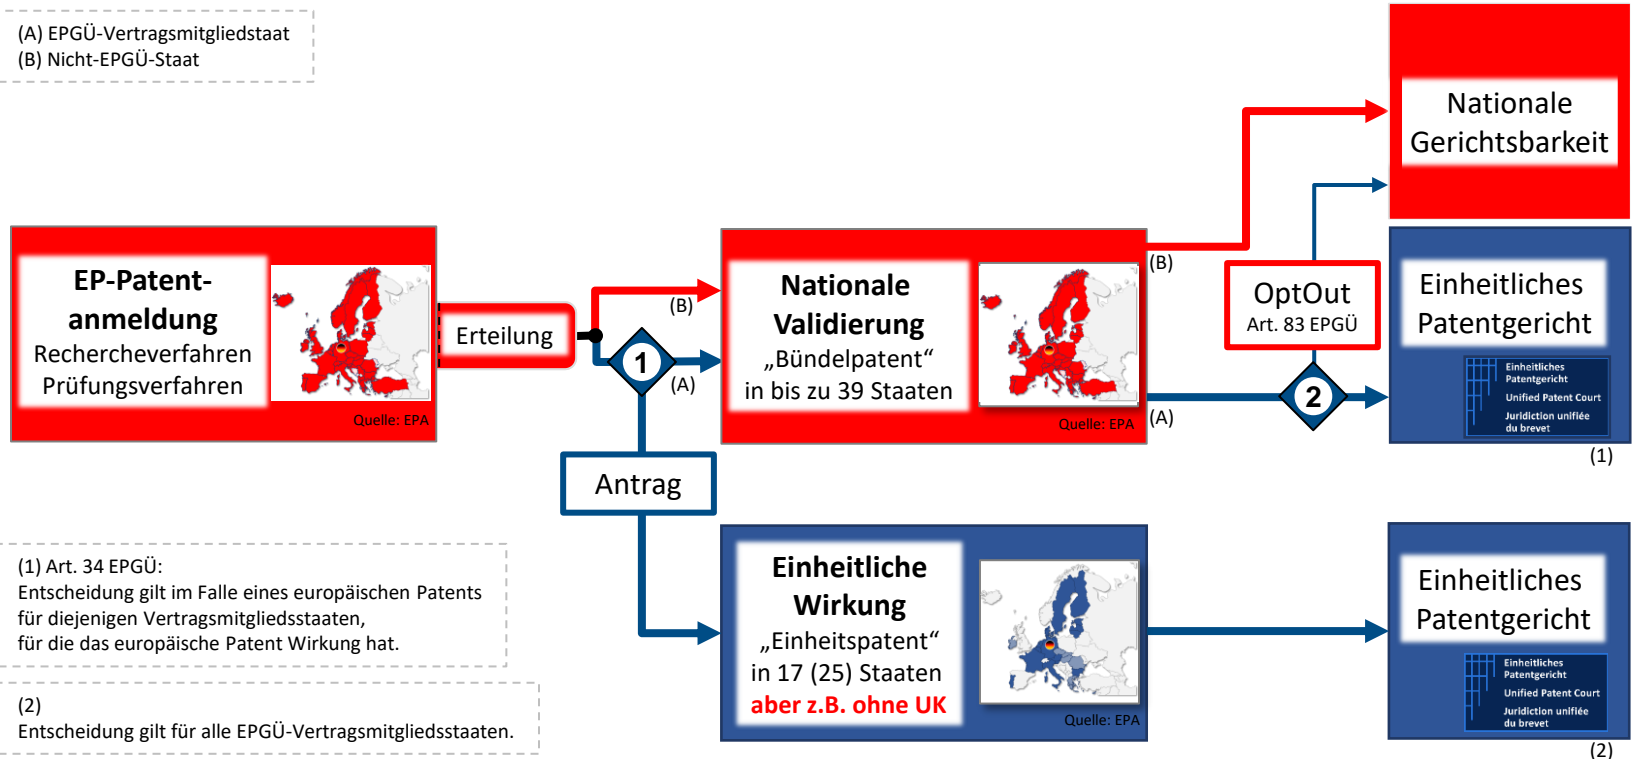 (A) EPGÜ-Vertragsmitgliedstaat
(B) Nicht-EPGÜ-Staat
EP-Patent-
anmeldung
Rechercheverfahren
Prüfungsverfahren
Quelle: EPA
Erteilung
(B)
1
(A)
Antrag
Nationale
Validierung
„Bündelpatent“
in bis zu 39 Staaten
Quelle: EPA
(B)
(A)
OptOut
Art. 83 EPGÜ
2
Nationale
Gerichtsbarkeit
Einheitliches
Patentgericht
Einheitliches
Patentgericht
Unified Patent Court
Juridiction unifiée
du brevet
(1)
Einheitliche
Wirkung
„Einheitspatent“
in 17 (25) Staaten
aber z.B. ohne UK
Quelle: EPA
Einheitliches
Patentgericht
Einheitliches
Patentgericht
Unified Patent Court
Juridiction unifiée
du brevet
(2)
(1) Art. 34 EPGÜ:
Entscheidung gilt im Falle eines europäischen Patents
für diejenigen Vertragsmitgliedsstaaten,
für die das europäische Patent Wirkung hat.
(2)
Entscheidung gilt für alle EPGÜ-Vertragsmitgliedsstaaten.